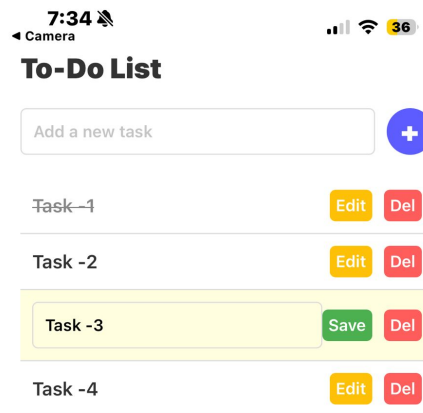 7:34
◀ Camera
36
To-Do List
Add a new task
+
Task -1 Edit Del
Task -2 Edit Del
Task -3 Save Del
Task -4 Edit Del